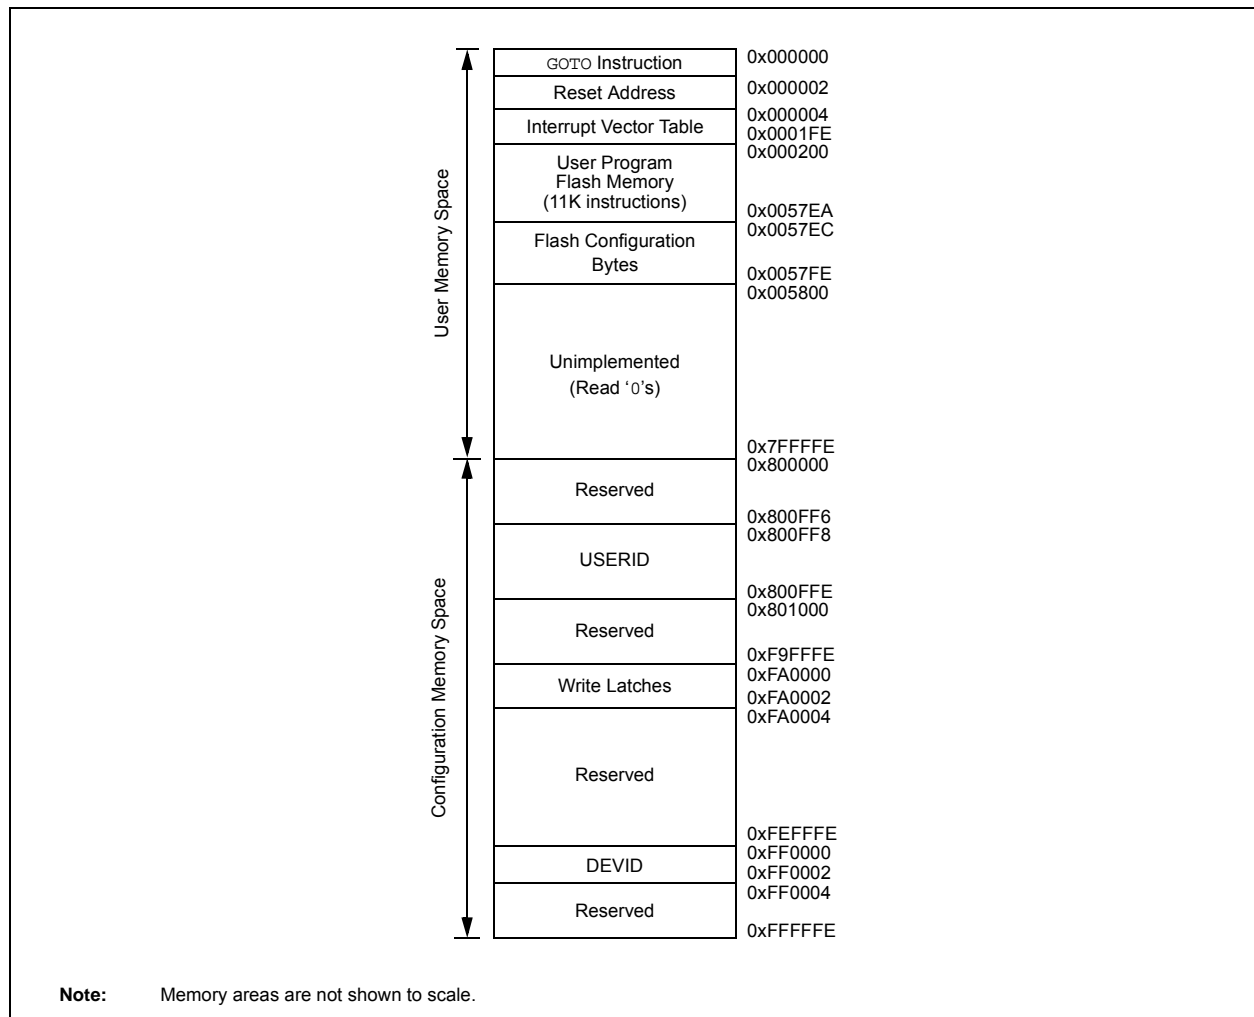 GOTO Instruction
0x000000
Reset Address
0x000002
Interrupt Vector Table
0x000004
0x0001FE
User Program
Flash Memory
(11K instructions)
0x000200
0x0057EA
Flash Configuration
Bytes
0x0057EC
0x0057FE
Unimplemented
(Read ‘0’s)
0x005800
0x7FFFFE
User Memory Space
Reserved
0x800000
0x800FF6
USERID
0x800FF8
0x800FFE
Reserved
0x801000
0xF9FFFE
Write Latches
0xFA0000
0xFA0002
Reserved
0xFA0004
0xFEFFFE
DEVID
0xFF0000
0xFF0002
Reserved
0xFF0004
0xFFFFFE
Configuration Memory Space
Note: Memory areas are not shown to scale.